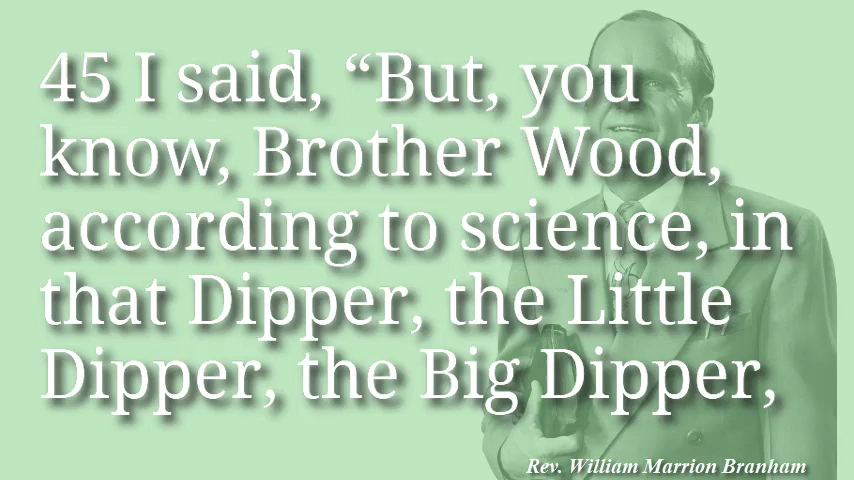 45 I said, “But, you
know, Brother Wood,
according to science, in
that Dipper, the Little
Dipper, the Big Dipper,
Rev. William Marrion Branham